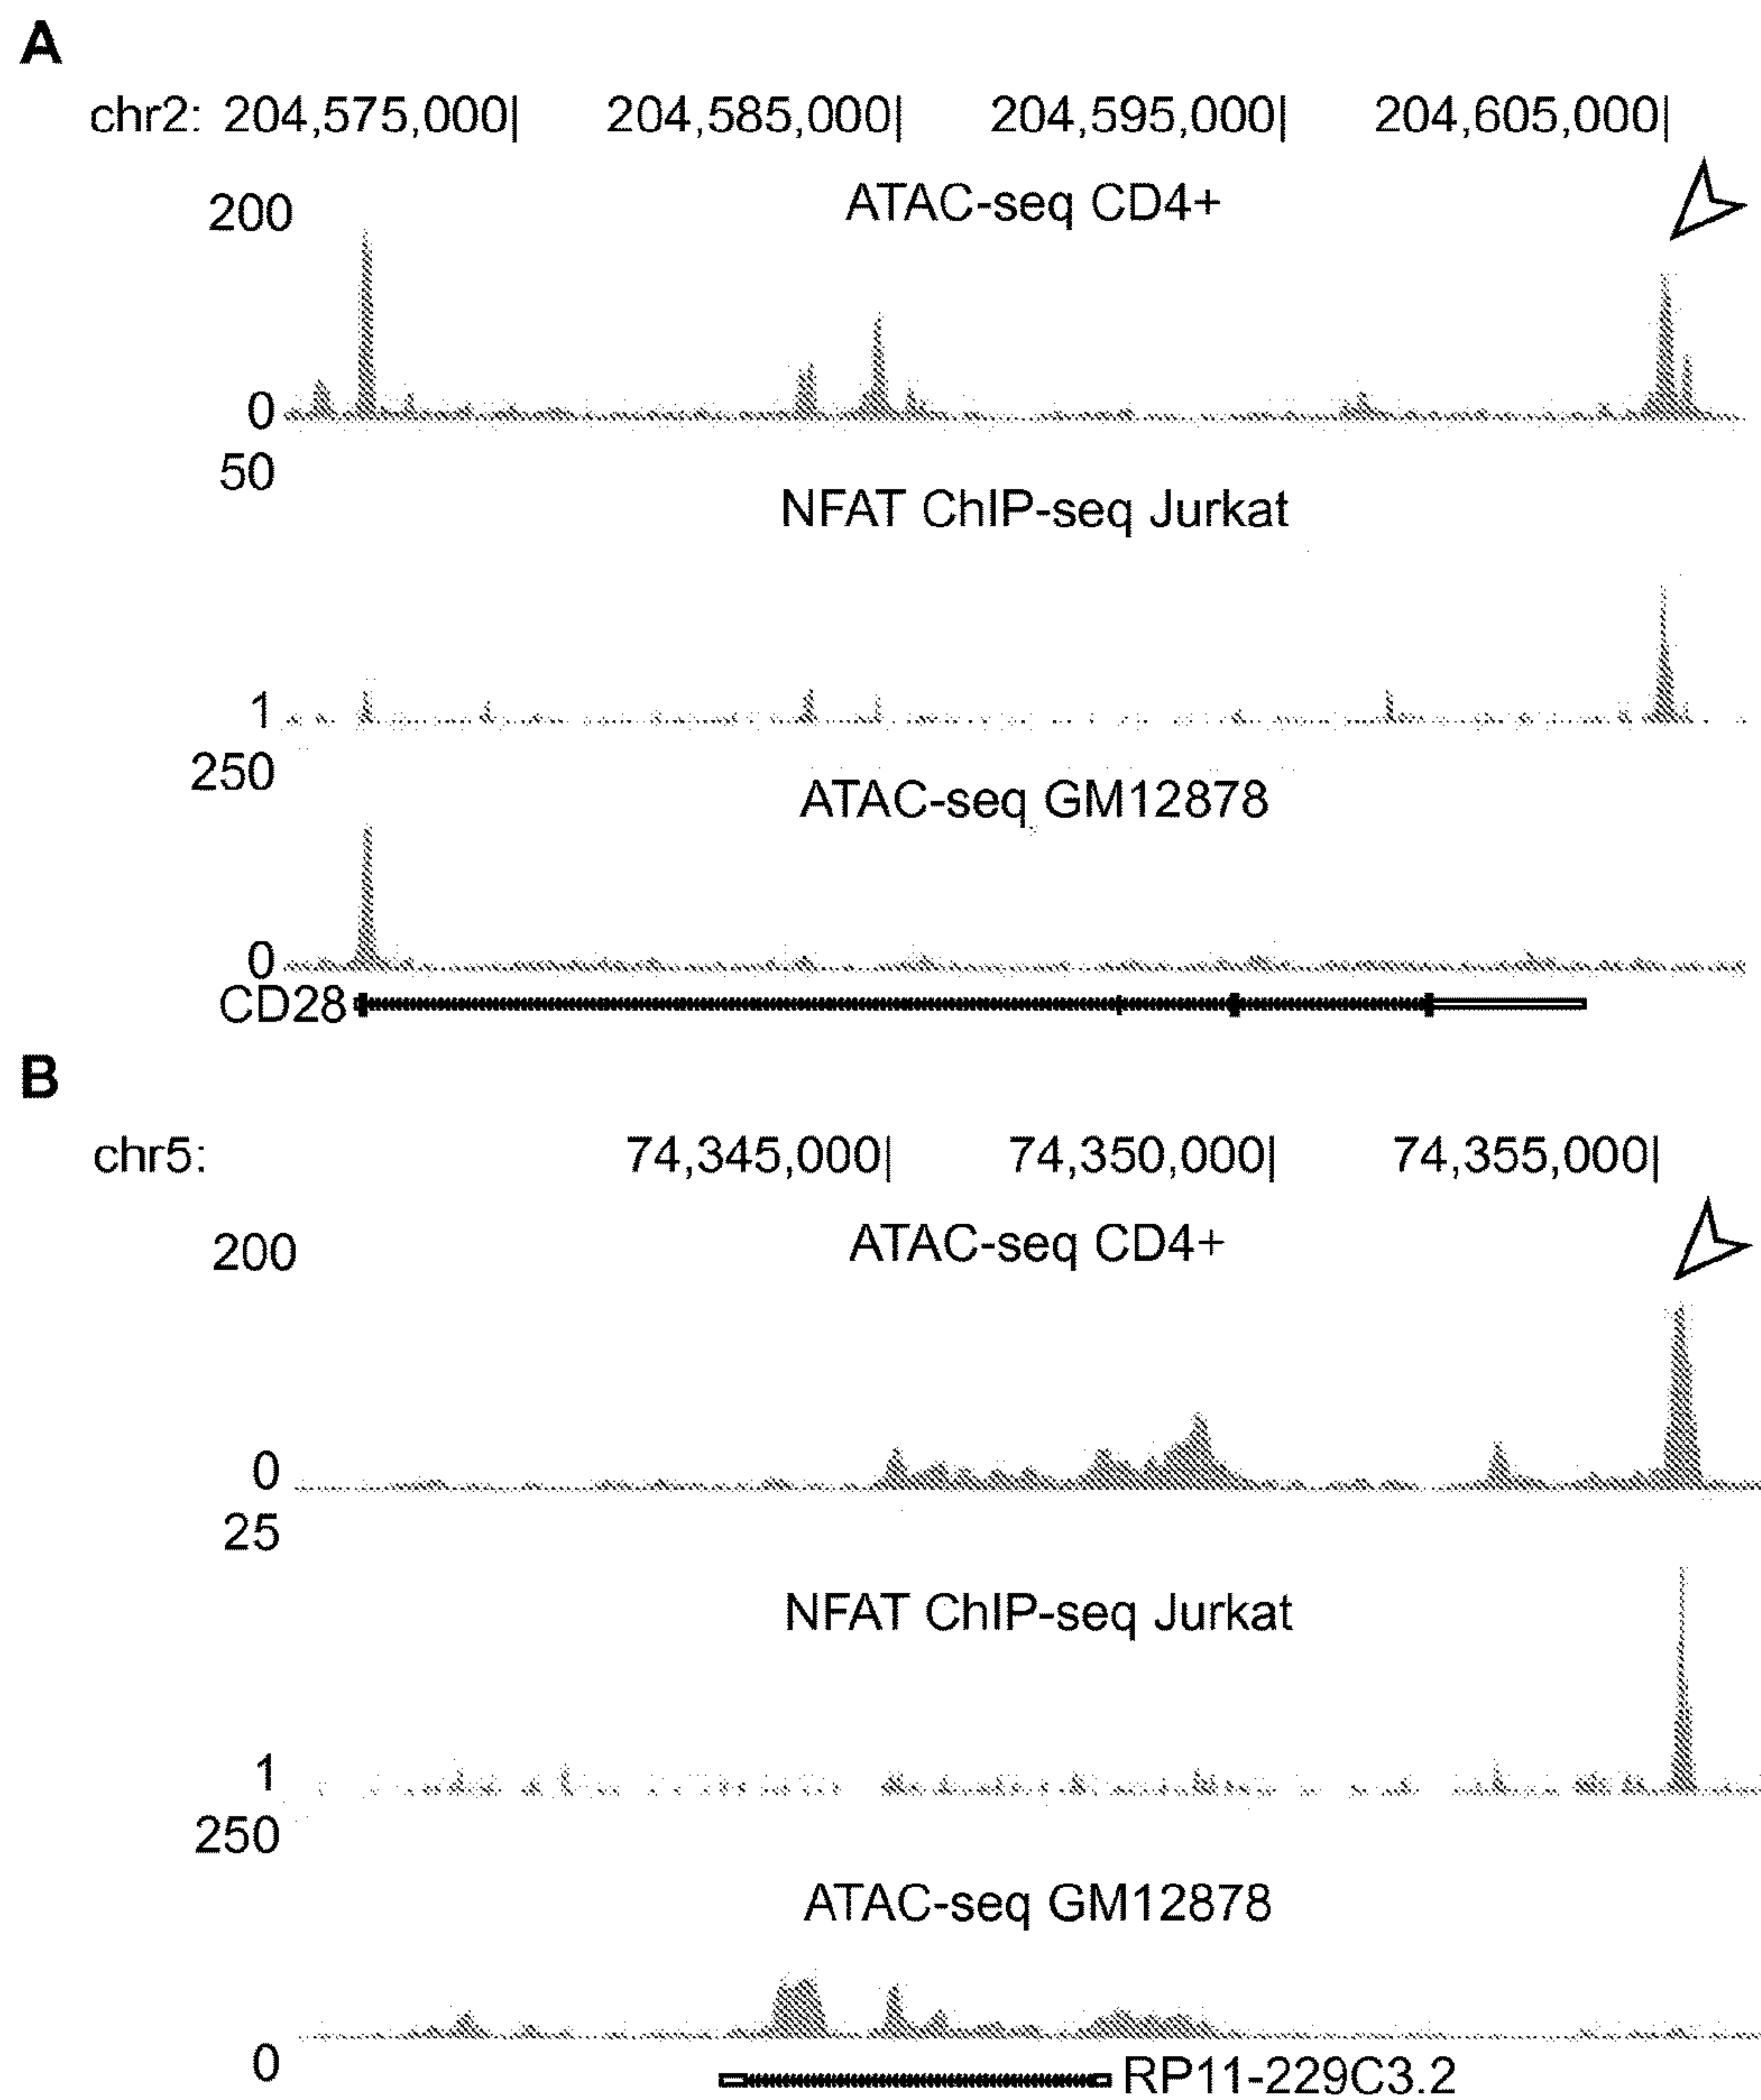 A
chr2: 204,575,000| 204,585,000| 204,595,000| 204,605,000|
200
ATAC-seq CD4+
0
50
NFAT ChIP-seq Jurkat
1
250
ATAC-seq GM12878
0
CD28
B
chr5: 74,345,000| 74,350,000| 74,355,000|
200
ATAC-seq CD4+
0
25
NFAT ChIP-seq Jurkat
1
250
ATAC-seq GM12878
0
RP11-229C3.2